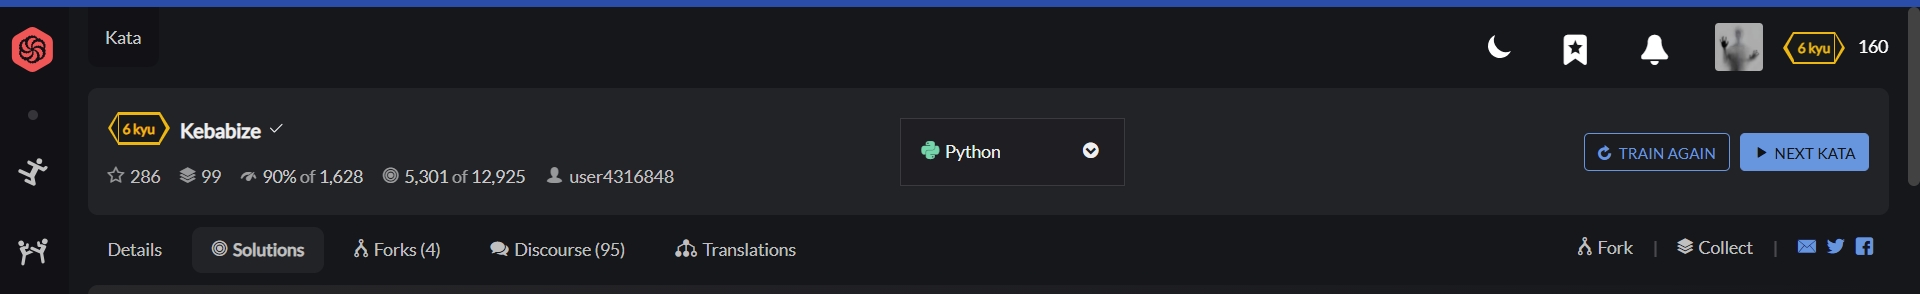 Kata
6 kyu 160
6 kyu Kebabize
Python
TRAIN AGAIN NEXT KATA
286 99 90% of 1,628 5,301 of 12,925 user4316848
Details Solutions Forks (4) Discourse (95) Translations
Fork | Collect |